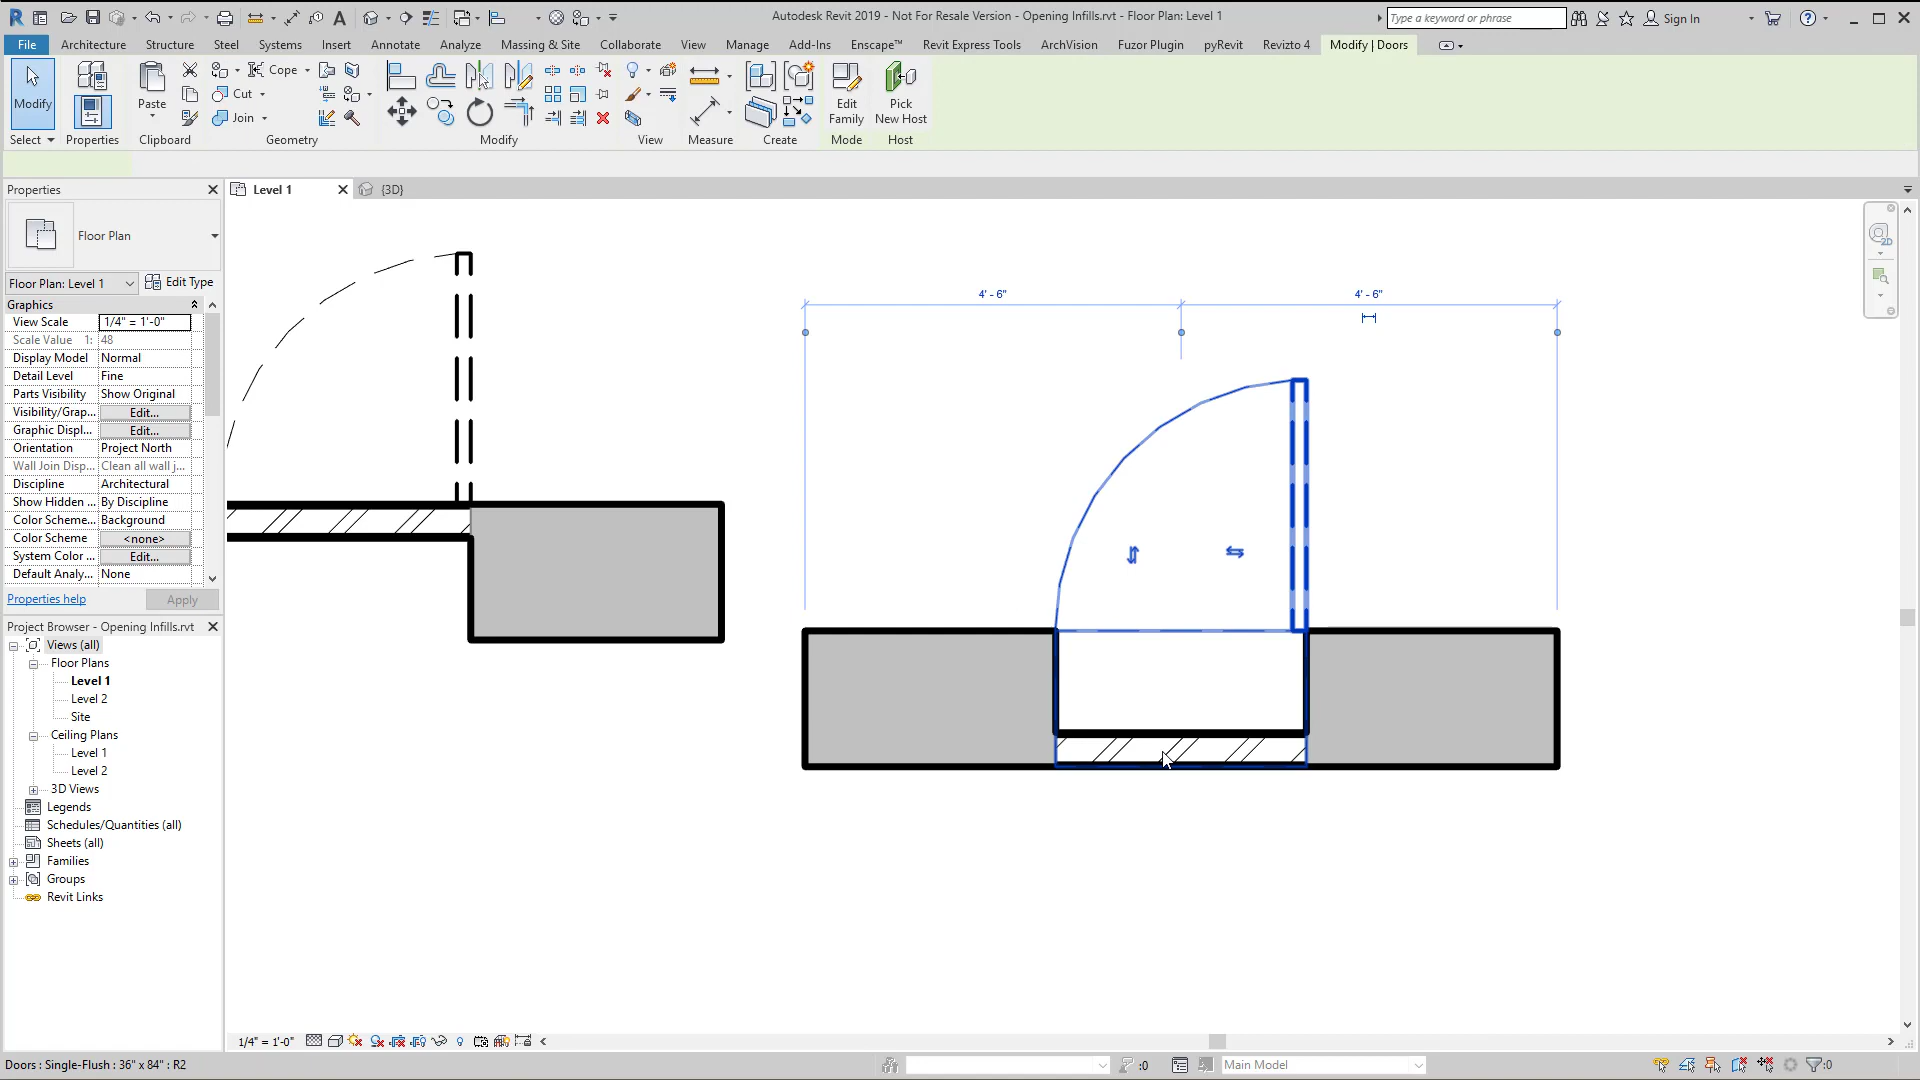 Autodesk Revit 2019 - Not For Resale Version - Opening Infills.rvt - Floor Plan: Level 1
Type a keyword or phrase
Sign In
File
Architecture
Structure
Steel
Systems
Insert
Annotate
Analyze
Massing & Site
Collaborate
View
Manage
Add-Ins
Enscape™
Revit Express Tools
ArchVision
Fuzor Plugin
pyRevit
Revizto 4
Modify | Doors
Modify
Paste
Cope
Cut
Join
Edit
Family
Pick
New Host
Select
Properties
Clipboard
Geometry
Modify
View
Measure
Create
Mode
Host
Properties
Level 1
{3D}
Floor Plan
Floor Plan: Level 1
Edit Type
Graphics
View Scale 1/4" = 1'-0"
Scale Value 1: 48
Display Model Normal
Detail Level Fine
Parts Visibility Show Original
Visibility/Grap... Edit...
Graphic Displ... Edit...
Orientation Project North
Wall Join Disp... Clean all wall j...
Discipline Architectural
Show Hidden ... By Discipline
Color Scheme... Background
Color Scheme <none>
System Color ... Edit...
Default Analy... None
Properties help
Apply
Project Browser - Opening Infills.rvt
Views (all)
Floor Plans
Level 1
Level 2
Site
Ceiling Plans
Level 1
Level 2
3D Views
Legends
Schedules/Quantities (all)
Sheets (all)
Families
Groups
Revit Links
4' - 6"
4' - 6"
2D
1/4" = 1'-0"
Doors : Single-Flush : 36" x 84" : R2
:0
Main Model
:0